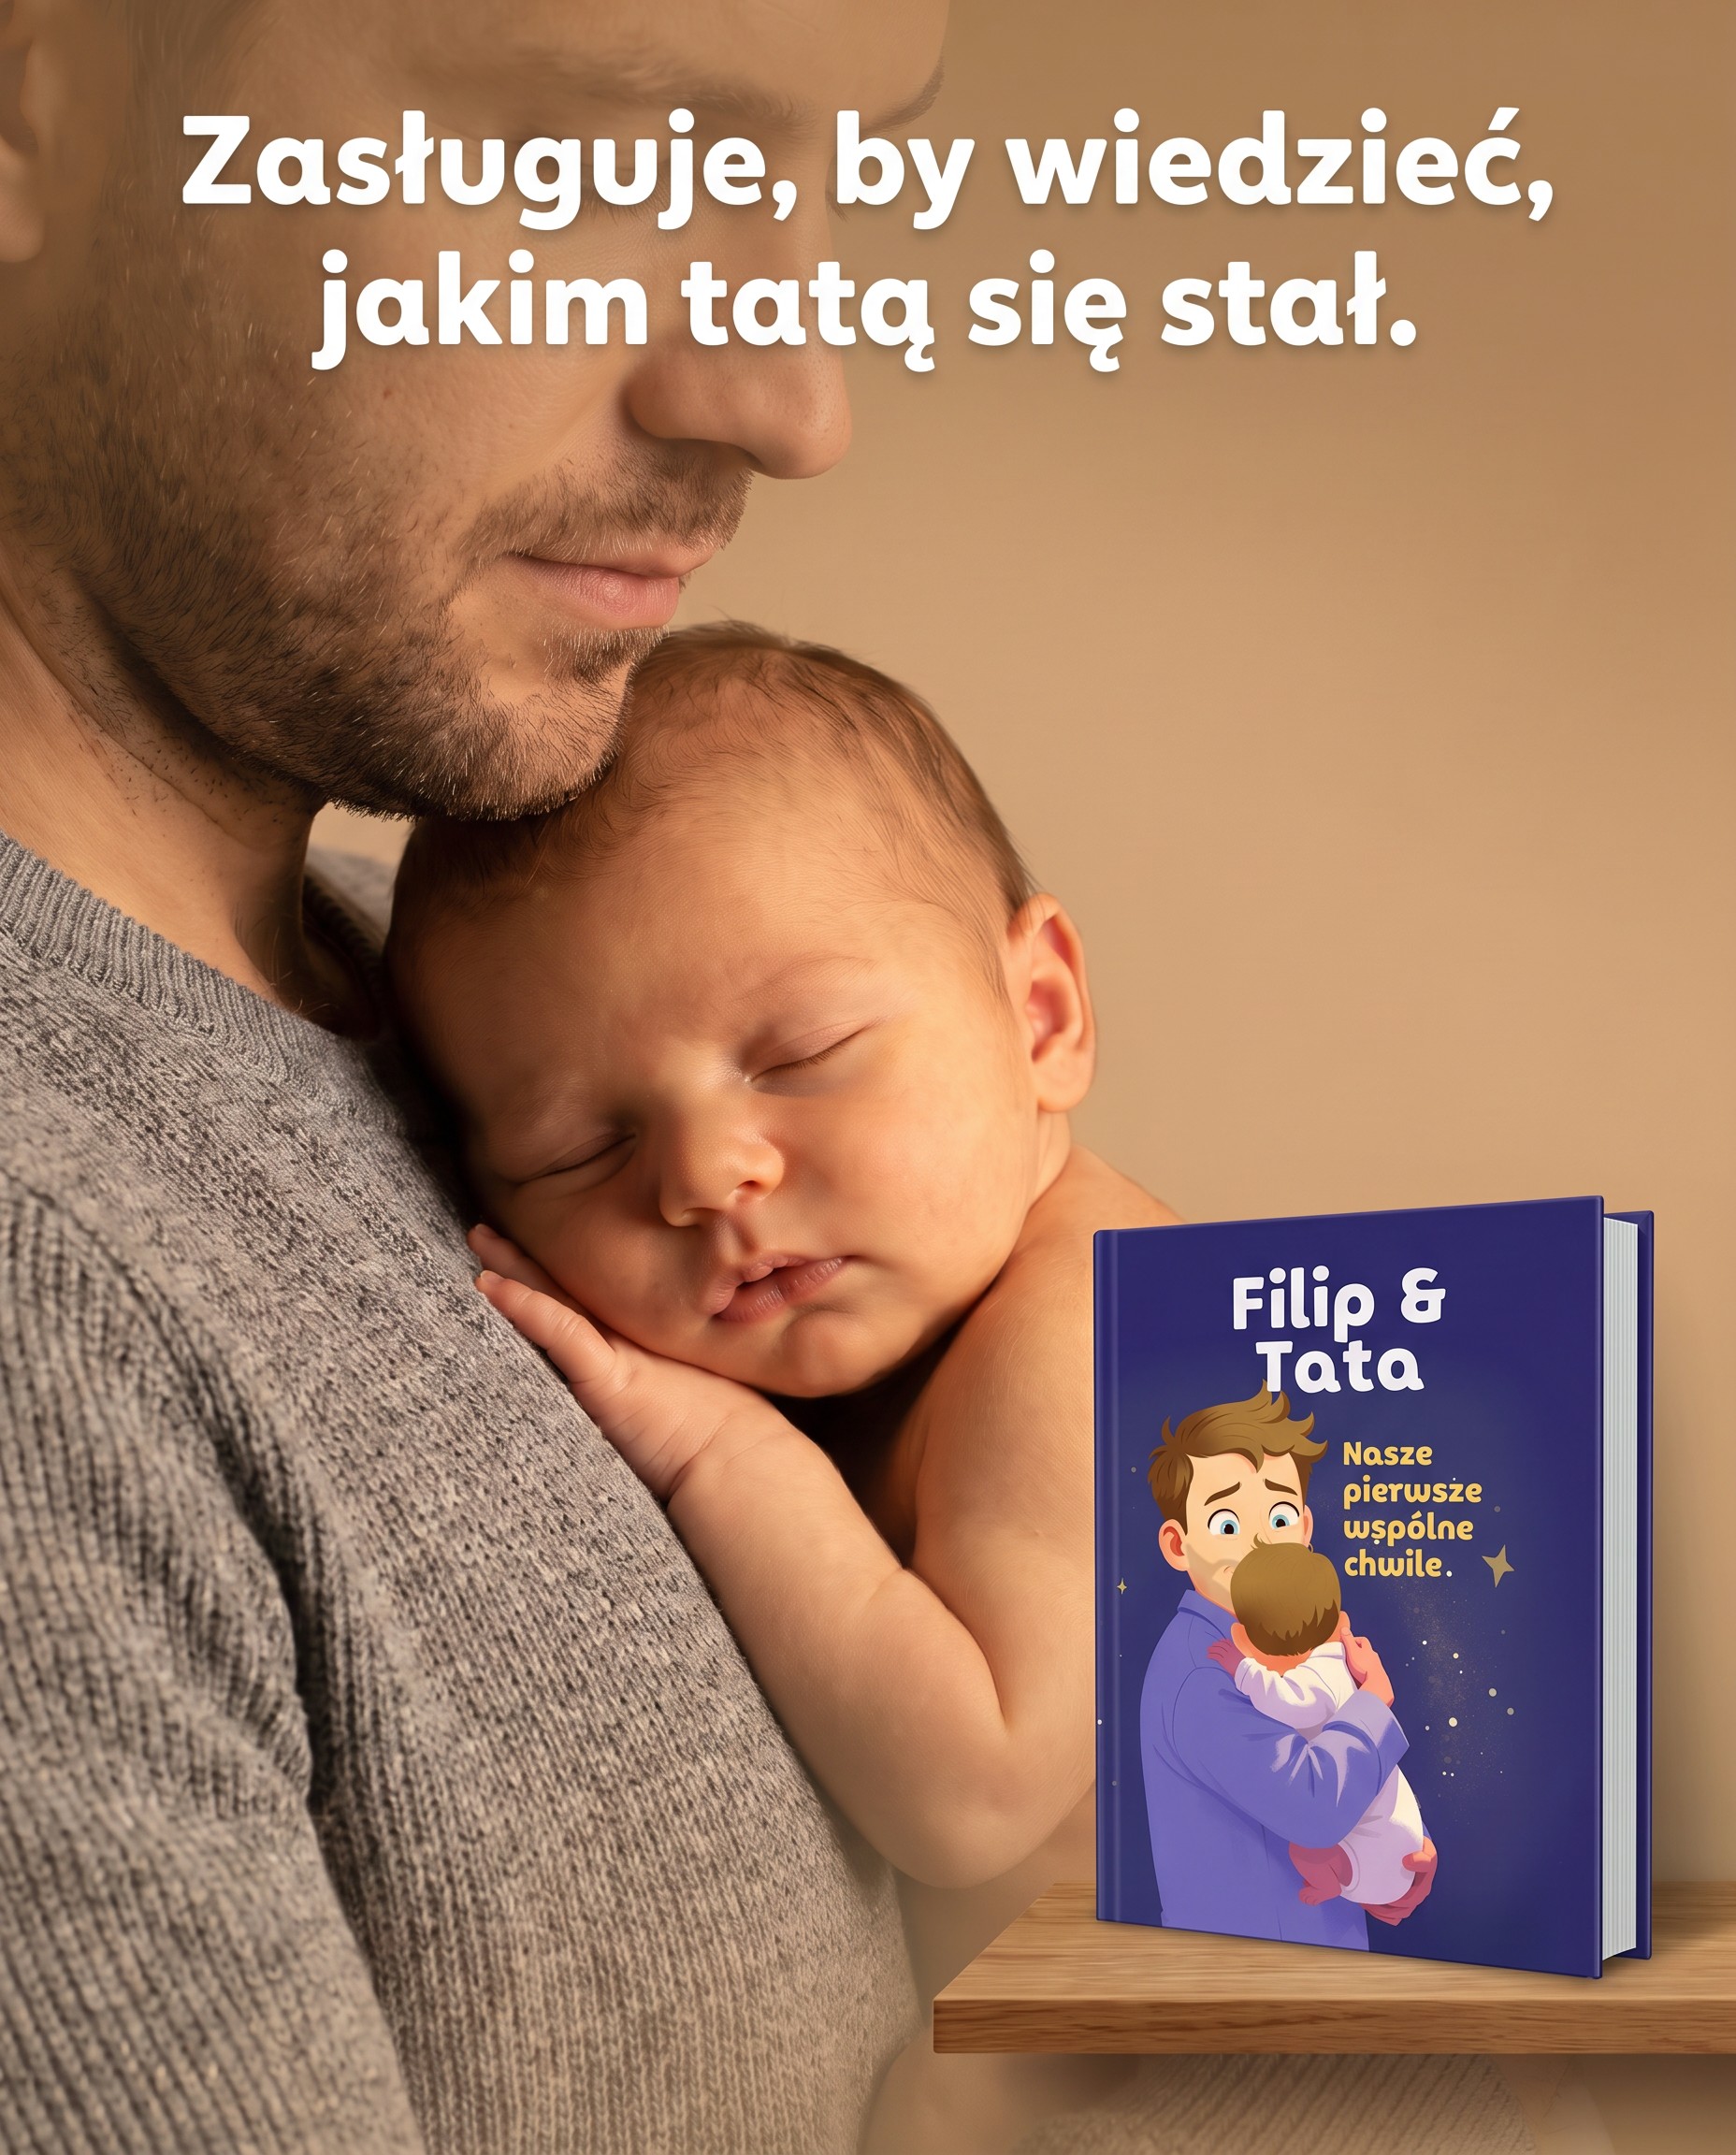 Zasługuje, by wiedzieć,
jakim tatą się stał.
Filip &
Tata
Nasze
pierwsze
wspólne
chwile.